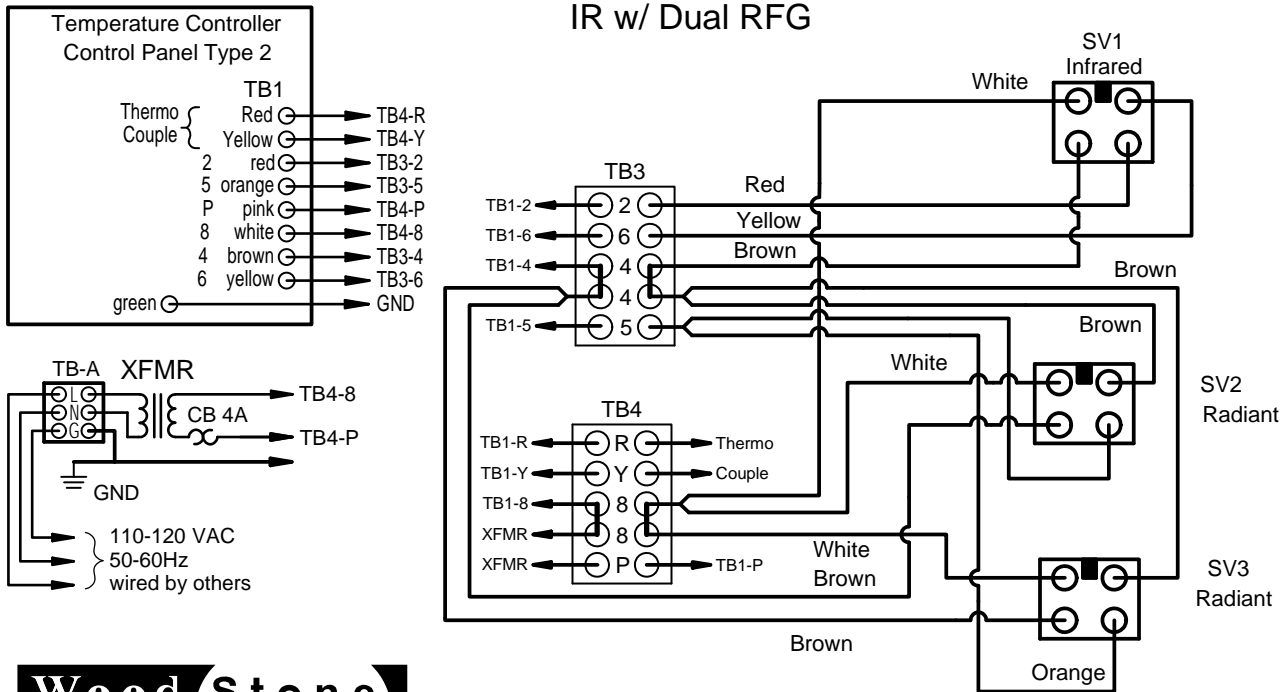 IR w/ Dual RFG
Temperature Controller
Control Panel Type 2
TB1
Thermo
Couple
Red
TB4-R
Yellow
TB4-Y
2 red
TB3-2
5 orange
TB3-5
P pink
TB4-P
8 white
TB4-8
4 brown
TB3-4
6 yellow
TB3-6
green
GND
TB-A
XFMR
L
N
G
CB 4A
TB4-8
TB4-P
GND
110-120 VAC
50-60Hz
wired by others
TB3
TB1-2
2
Red
TB1-6
6
Yellow
TB1-4
4
Brown
4
TB1-5
5
TB4
TB1-R
R
Thermo
TB1-Y
Y
Couple
TB1-8
8
XFMR
8
XFMR
P
TB1-P
White
SV1
Infrared
Brown
Brown
White
SV2
Radiant
White
Brown
SV3
Radiant
Brown
Orange
Wood Stone